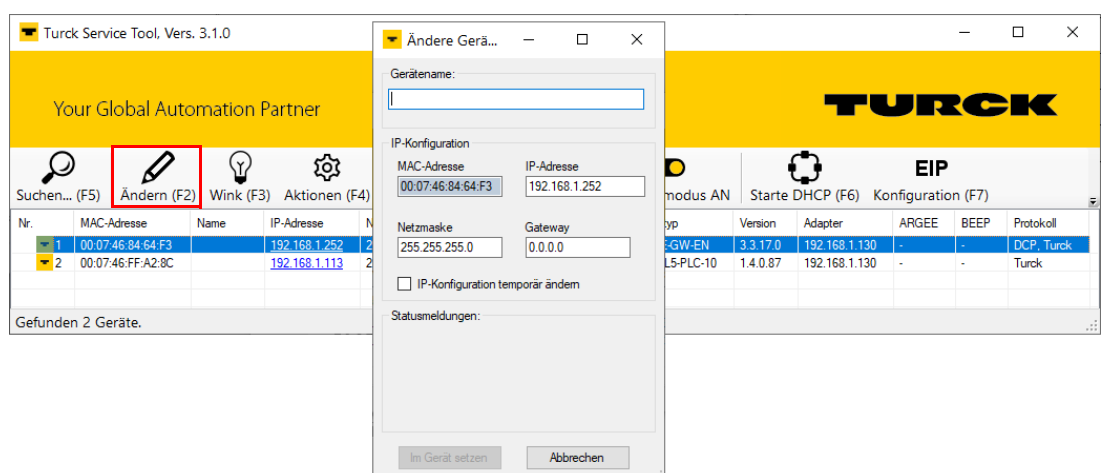 Turck Service Tool, Vers. 3.1.0
Your Global Automation Partner
TURCK
Suchen... (F5) Ändern (F2) Wink (F3) Aktionen (F4) modus AN Starte DHCP (F6) EIP Konfiguration (F7)
Nr. MAC-Adresse Name IP-Adresse N yp Version Adapter ARGEE BEEP Protokoll
1 00:07:46:84:64:F3 192.168.1.252 2 -GW-EN 3.3.17.0 192.168.1.130 - - DCP, Turck
2 00:07:46:FF:A2:8C 192.168.1.113 2 L5-PLC-10 1.4.0.87 192.168.1.130 - - Turck
Gefunden 2 Geräte.
Ändere Gerä...
Gerätename:
IP-Konfiguration
MAC-Adresse IP-Adresse
00:07:46:84:64:F3 192.168.1.252
Netzmaske Gateway
255.255.255.0 0.0.0.0
IP-Konfiguration temporär ändern
Statusmeldungen:
Im Gerät setzen Abbrechen